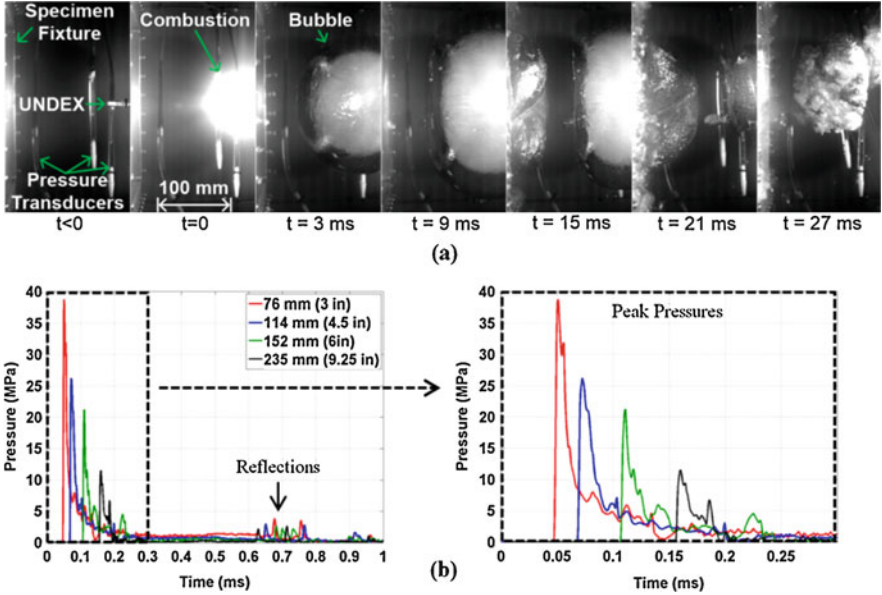 Specimen
Fixture
Combustion
Bubble
UNDEX
Pressure
Transducers
100 mm
t<0
t=0
t = 3 ms
t = 9 ms
t = 15 ms
t = 21 ms
t = 27 ms
(a)
40
35
30
25
20
15
10
5
0
Pressure (MPa)
0
0.1
0.2
0.3
0.4
0.5
0.6
0.7
0.8
0.9
1
Time (ms)
76 mm (3 in)
114 mm (4.5 in)
152 mm (6in)
235 mm (9.25 in)
Reflections
Peak Pressures
40
35
30
25
20
15
10
5
0
Pressure (MPa)
0
0.05
0.1
0.15
0.2
0.25
Time (ms)
(b)